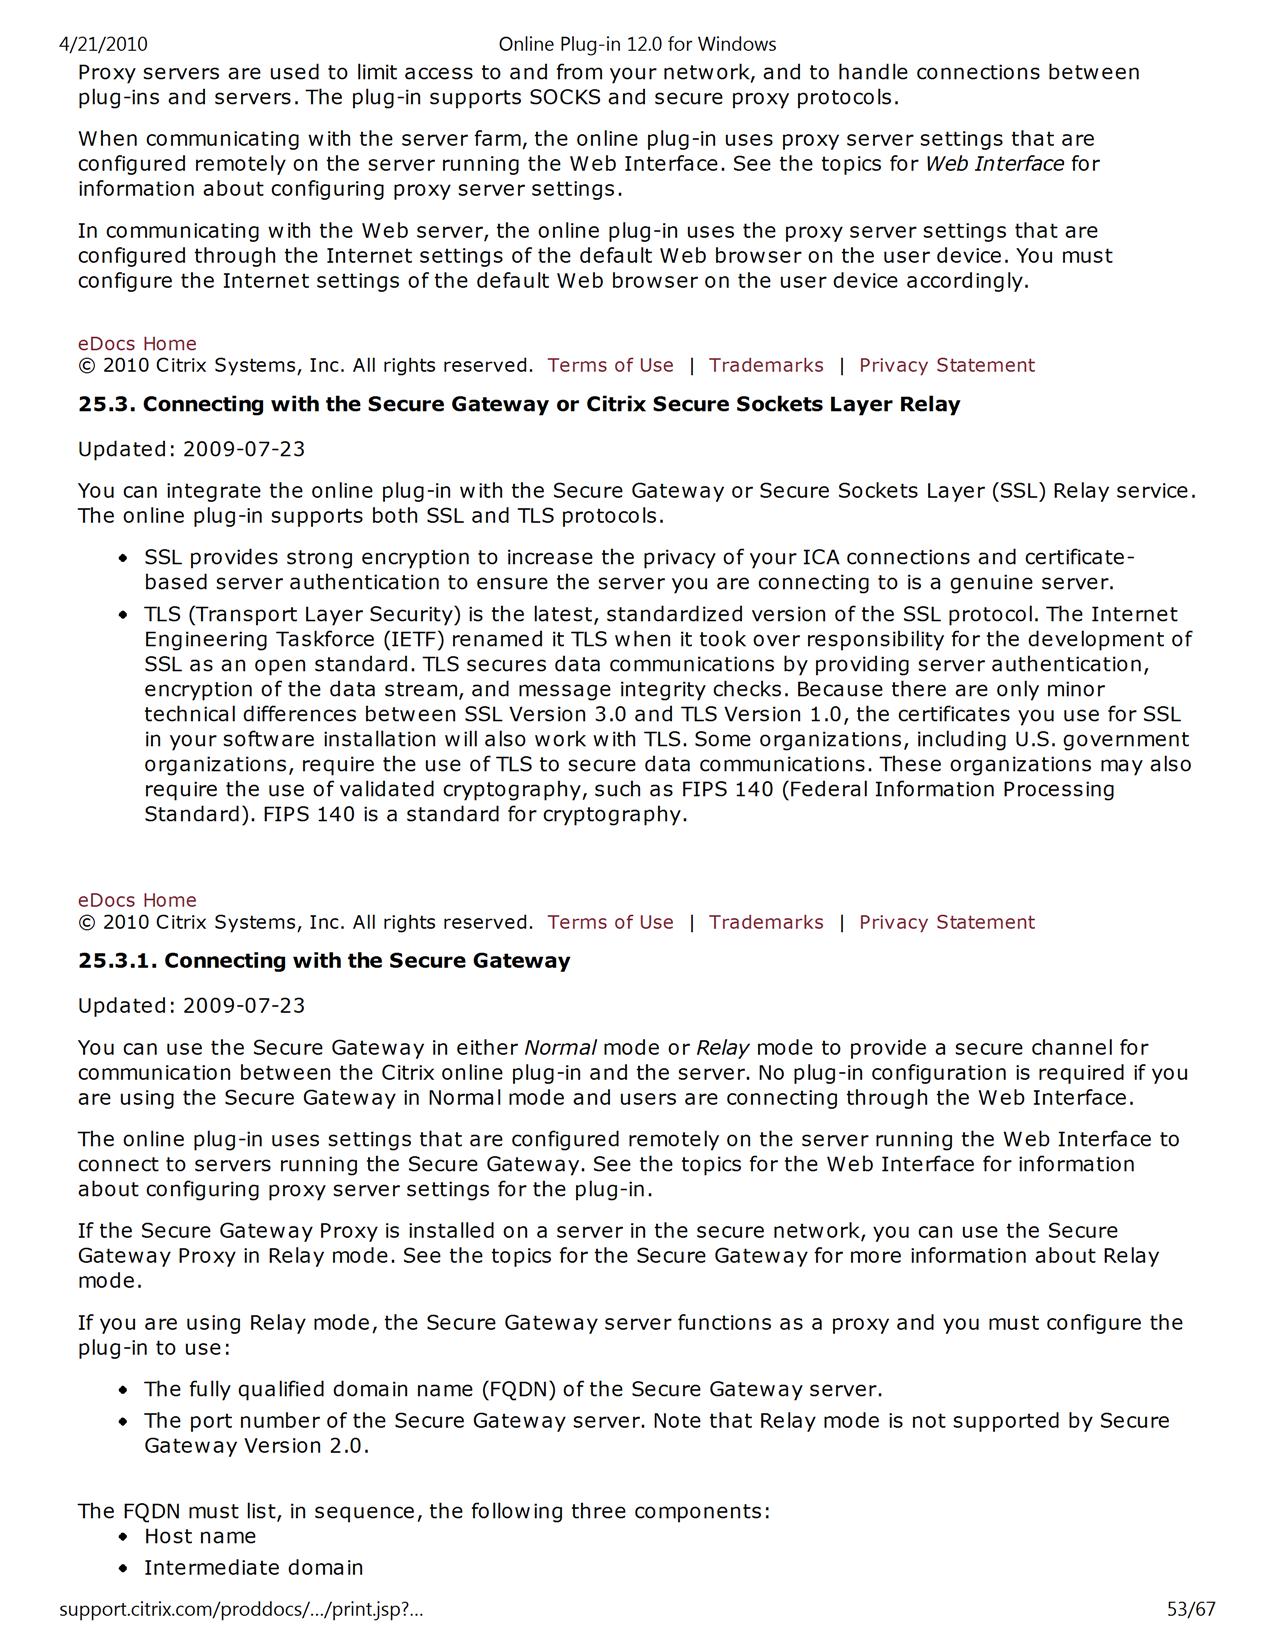 4/21/2010 Online Plug-in 12.0 for Windows
Proxy servers are used to limit access to and from your network, and to handle connections between
plug-ins and servers. The plug-in supports SOCKS and secure proxy protocols.
When communicating with the server farm, the online plug-in uses proxy server settings that are
configured remotely on the server running the Web Interface. See the topics for Web Interface for
information about configuring proxy server settings.
In communicating with the Web server, the online plug-in uses the proxy server settings that are
configured through the Internet settings of the default Web browser on the user device. You must
configure the Internet settings of the default Web browser on the user device accordingly.
eDocs Home
© 2010 Citrix Systems, Inc. All rights reserved. Terms of Use | Trademarks | Privacy Statement
25.3. Connecting with the Secure Gateway or Citrix Secure Sockets Layer Relay
Updated: 2009-07-23
You can integrate the online plug-in with the Secure Gateway or Secure Sockets Layer (SSL) Relay service.
The online plug-in supports both SSL and TLS protocols.
• SSL provides strong encryption to increase the privacy of your ICA connections and certificate-
based server authentication to ensure the server you are connecting to is a genuine server.
• TLS (Transport Layer Security) is the latest, standardized version of the SSL protocol. The Internet
Engineering Taskforce (IETF) renamed it TLS when it took over responsibility for the development of
SSL as an open standard. TLS secures data communications by providing server authentication,
encryption of the data stream, and message integrity checks. Because there are only minor
technical differences between SSL Version 3.0 and TLS Version 1.0, the certificates you use for SSL
in your software installation will also work with TLS. Some organizations, including U.S. government
organizations, require the use of TLS to secure data communications. These organizations may also
require the use of validated cryptography, such as FIPS 140 (Federal Information Processing
Standard). FIPS 140 is a standard for cryptography.
eDocs Home
© 2010 Citrix Systems, Inc. All rights reserved. Terms of Use | Trademarks | Privacy Statement
25.3.1. Connecting with the Secure Gateway
Updated: 2009-07-23
You can use the Secure Gateway in either Normal mode or Relay mode to provide a secure channel for
communication between the Citrix online plug-in and the server. No plug-in configuration is required if you
are using the Secure Gateway in Normal mode and users are connecting through the Web Interface.
The online plug-in uses settings that are configured remotely on the server running the Web Interface to
connect to servers running the Secure Gateway. See the topics for the Web Interface for information
about configuring proxy server settings for the plug-in.
If the Secure Gateway Proxy is installed on a server in the secure network, you can use the Secure
Gateway Proxy in Relay mode. See the topics for the Secure Gateway for more information about Relay
mode.
If you are using Relay mode, the Secure Gateway server functions as a proxy and you must configure the
plug-in to use:
• The fully qualified domain name (FQDN) of the Secure Gateway server.
• The port number of the Secure Gateway server. Note that Relay mode is not supported by Secure
Gateway Version 2.0.
The FQDN must list, in sequence, the following three components:
• Host name
• Intermediate domain
support.citrix.com/proddocs/.../print.jsp?... 53/67